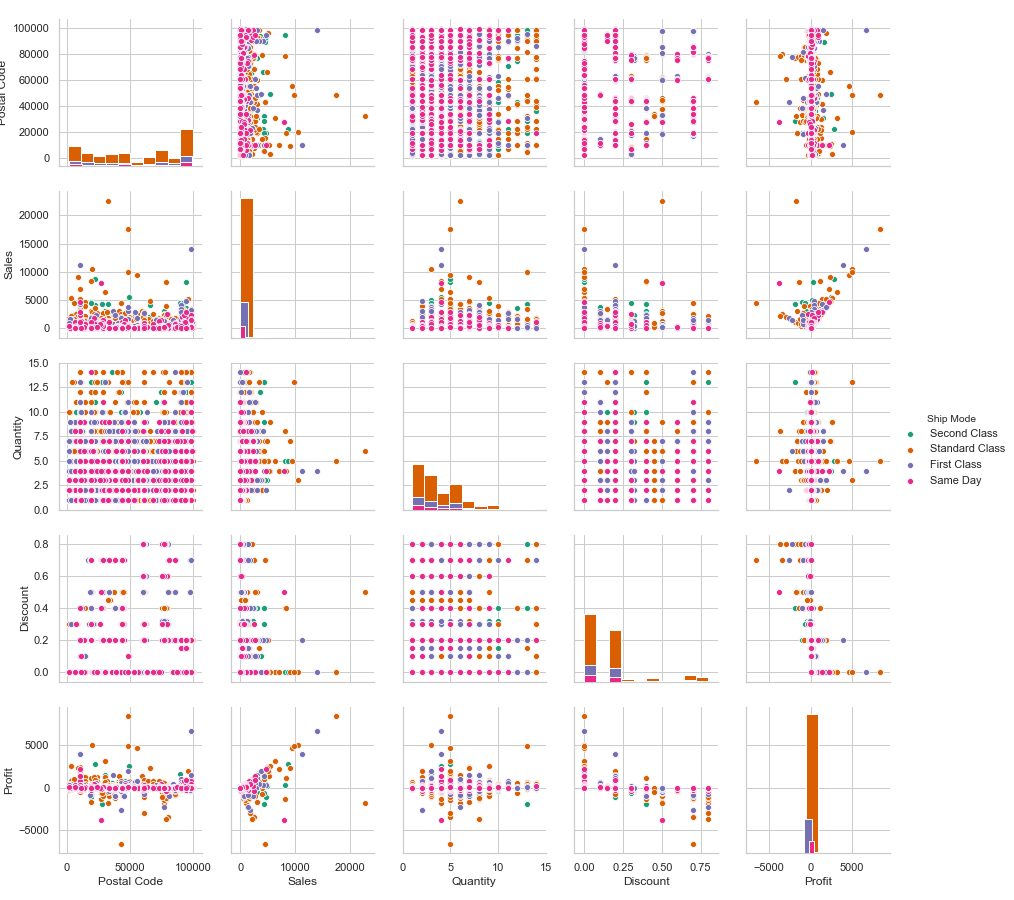 100000
80000
60000
40000
20000
0
Postal Code
20000
15000
10000
5000
0
Sales
15.0
12.5
10.0
7.5
5.0
2.5
0.0
Quantity
Ship Mode
Second Class
Standard Class
First Class
Same Day
0.8
0.6
0.4
0.2
0.0
Discount
5000
0
−5000
Profit
0 100000 0 10000 20000 0 5 10 15 0.00 0.25 0.50 0.75 −5000 0 5000
Postal Code Sales Quantity Discount Profit